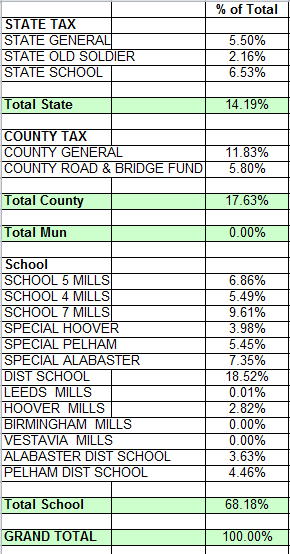 % of Total
STATE TAX
STATE GENERAL 5.50%
STATE OLD SOLDIER 2.16%
STATE SCHOOL 6.53%
Total State 14.19%
COUNTY TAX
COUNTY GENERAL 11.83%
COUNTY ROAD & BRIDGE FUND 5.80%
Total County 17.63%
Total Mun 0.00%
School
SCHOOL 5 MILLS 6.86%
SCHOOL 4 MILLS 5.49%
SCHOOL 7 MILLS 9.61%
SPECIAL HOOVER 3.98%
SPECIAL PELHAM 5.45%
SPECIAL ALABASTER 7.35%
DIST SCHOOL 18.52%
LEEDS MILLS 0.01%
HOOVER MILLS 2.82%
BIRMINGHAM MILLS 0.00%
VESTAVIA MILLS 0.00%
ALABASTER DIST SCHOOL 3.63%
PELHAM DIST SCHOOL 4.46%
Total School 68.18%
GRAND TOTAL 100.00%